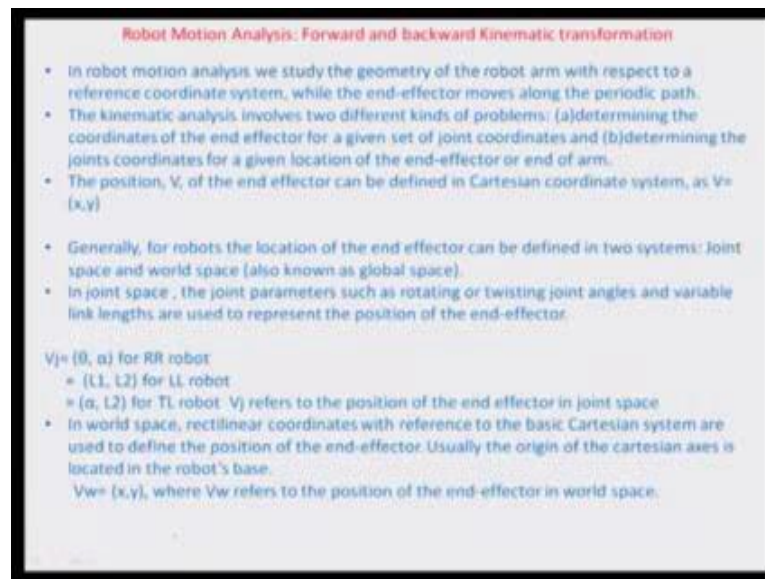 Robot Motion Analysis: Forward and backward Kinematic transformation
• In robot motion analysis we study the geometry of the robot arm with respect to a
reference coordinate system, while the end-effector moves along the periodic path.
• The kinematic analysis involves two different kinds of problems: (a)determining the
coordinates of the end effector for a given set of joint coordinates and (b)determining the
joints coordinates for a given location of the end-effector or end of arm.
• The position, V, of the end effector can be defined in Cartesian coordinate system, as V=
(x,y)
• Generally, for robots the location of the end effector can be defined in two systems: Joint
space and world space (also known as global space).
• In joint space , the joint parameters such as rotating or twisting joint angles and variable
link lengths are used to represent the position of the end-effector.
Vj= (θ, α) for RR robot
= (L1, L2) for LL robot
= (α, L2) for TL robot Vj refers to the position of the end effector in joint space
• In world space, rectilinear coordinates with reference to the basic Cartesian system are
used to define the position of the end-effector. Usually the origin of the cartesian axes is
located in the robot's base.
Vw= (x,y), where Vw refers to the position of the end-effector in world space.